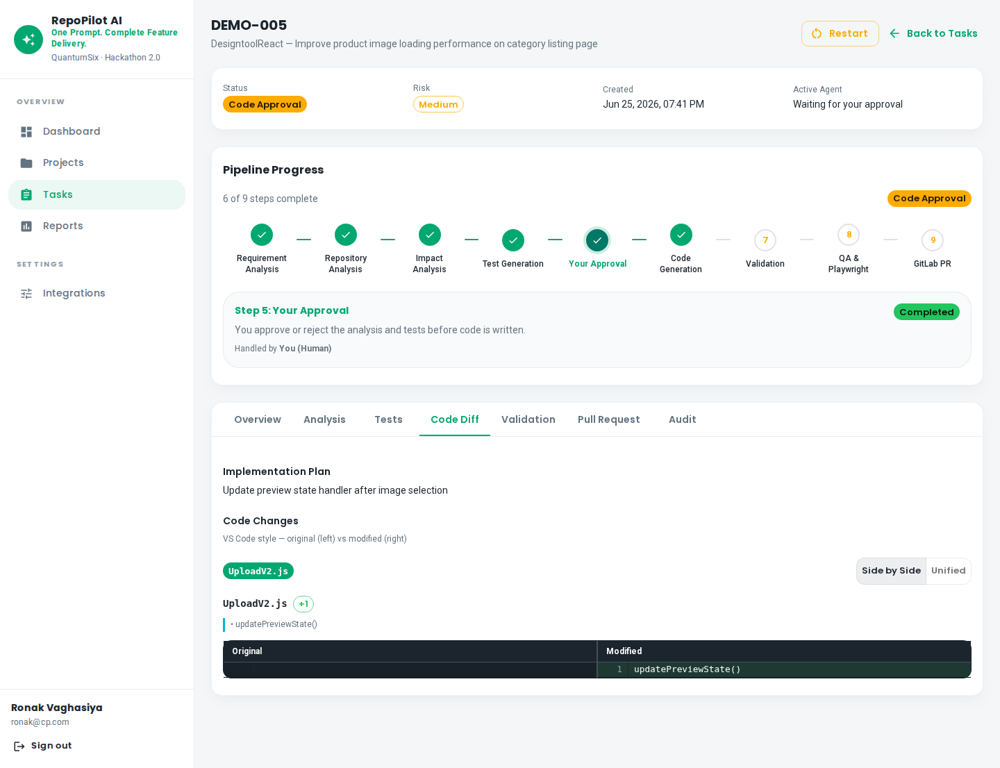 RepoPilot AI
One Prompt. Complete Feature
Delivery.
QuantumSix · Hackathon 2.0
OVERVIEW
Dashboard
Projects
Tasks
Reports
SETTINGS
Integrations
Ronak Vaghasiya
ronak@cp.com
Sign out
DEMO-005
DesigntoolReact — Improve product image loading performance on category listing page
Restart
Back to Tasks
Status
Code Approval
Risk
Medium
Created
Jun 25, 2026, 07:41 PM
Active Agent
Waiting for your approval
Pipeline Progress
6 of 9 steps complete
Code Approval
Requirement
Analysis
Repository
Analysis
Impact
Analysis
Test Generation
Your Approval
Code
Generation
7
Validation
8
QA &
Playwright
9
GitLab PR
Step 5: Your Approval
Completed
You approve or reject the analysis and tests before code is written.
Handled by You (Human)
Overview
Analysis
Tests
Code Diff
Validation
Pull Request
Audit
Implementation Plan
Update preview state handler after image selection
Code Changes
VS Code style — original (left) vs modified (right)
UploadV2.js
Side by Side
Unified
UploadV2.js
+1
• updatePreviewState()
Original
Modified
1 updatePreviewState()